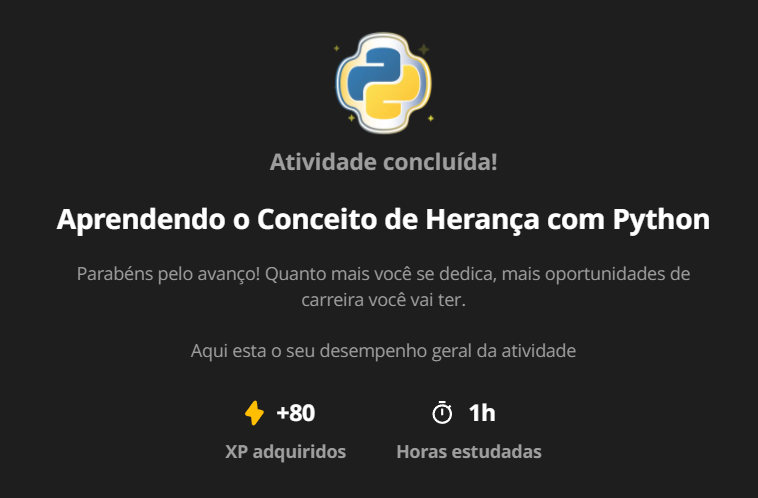 Atividade concluída!
Aprendendo o Conceito de Herança com Python
Parabéns pelo avanço! Quanto mais você se dedica, mais oportunidades de
carreira você vai ter.
Aqui esta o seu desempenho geral da atividade
+80
1h
XP adquiridos
Horas estudadas